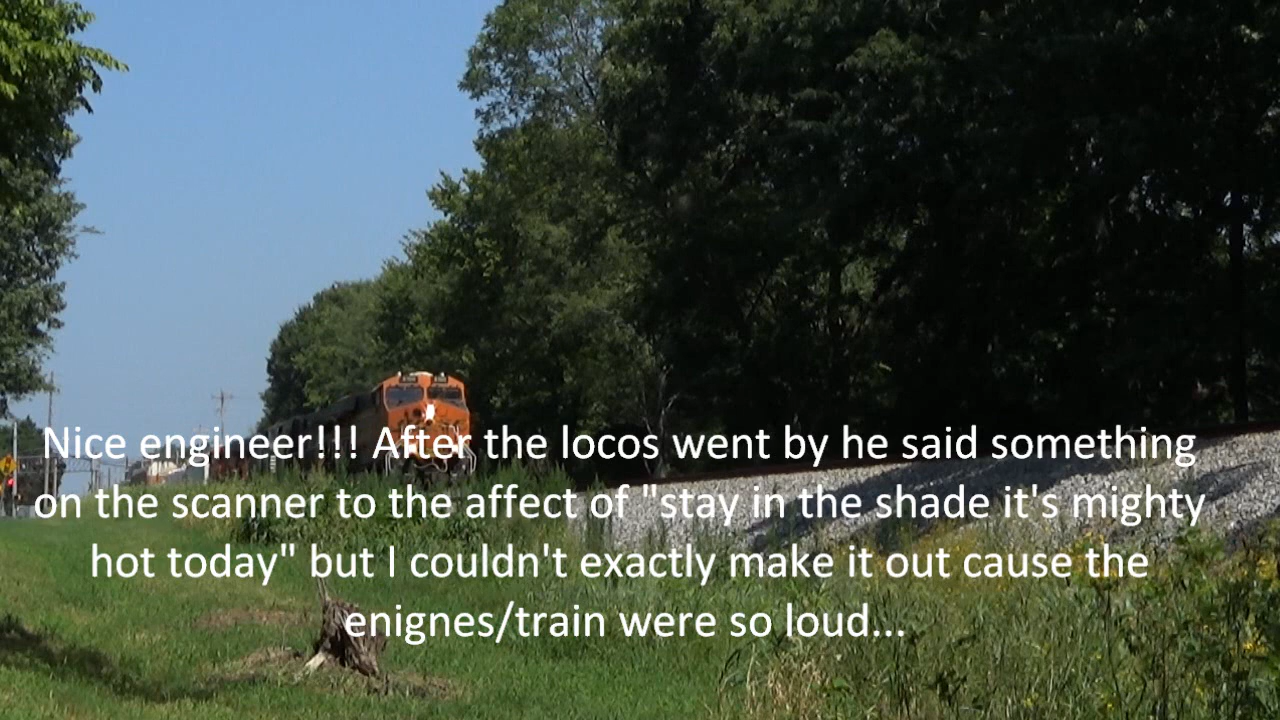 Nice engineer!!! After the locos went by he said something
on the scanner to the affect of "stay in the shade it's mighty
hot today" but I couldn't exactly make it out cause the
enignes/train were so loud...